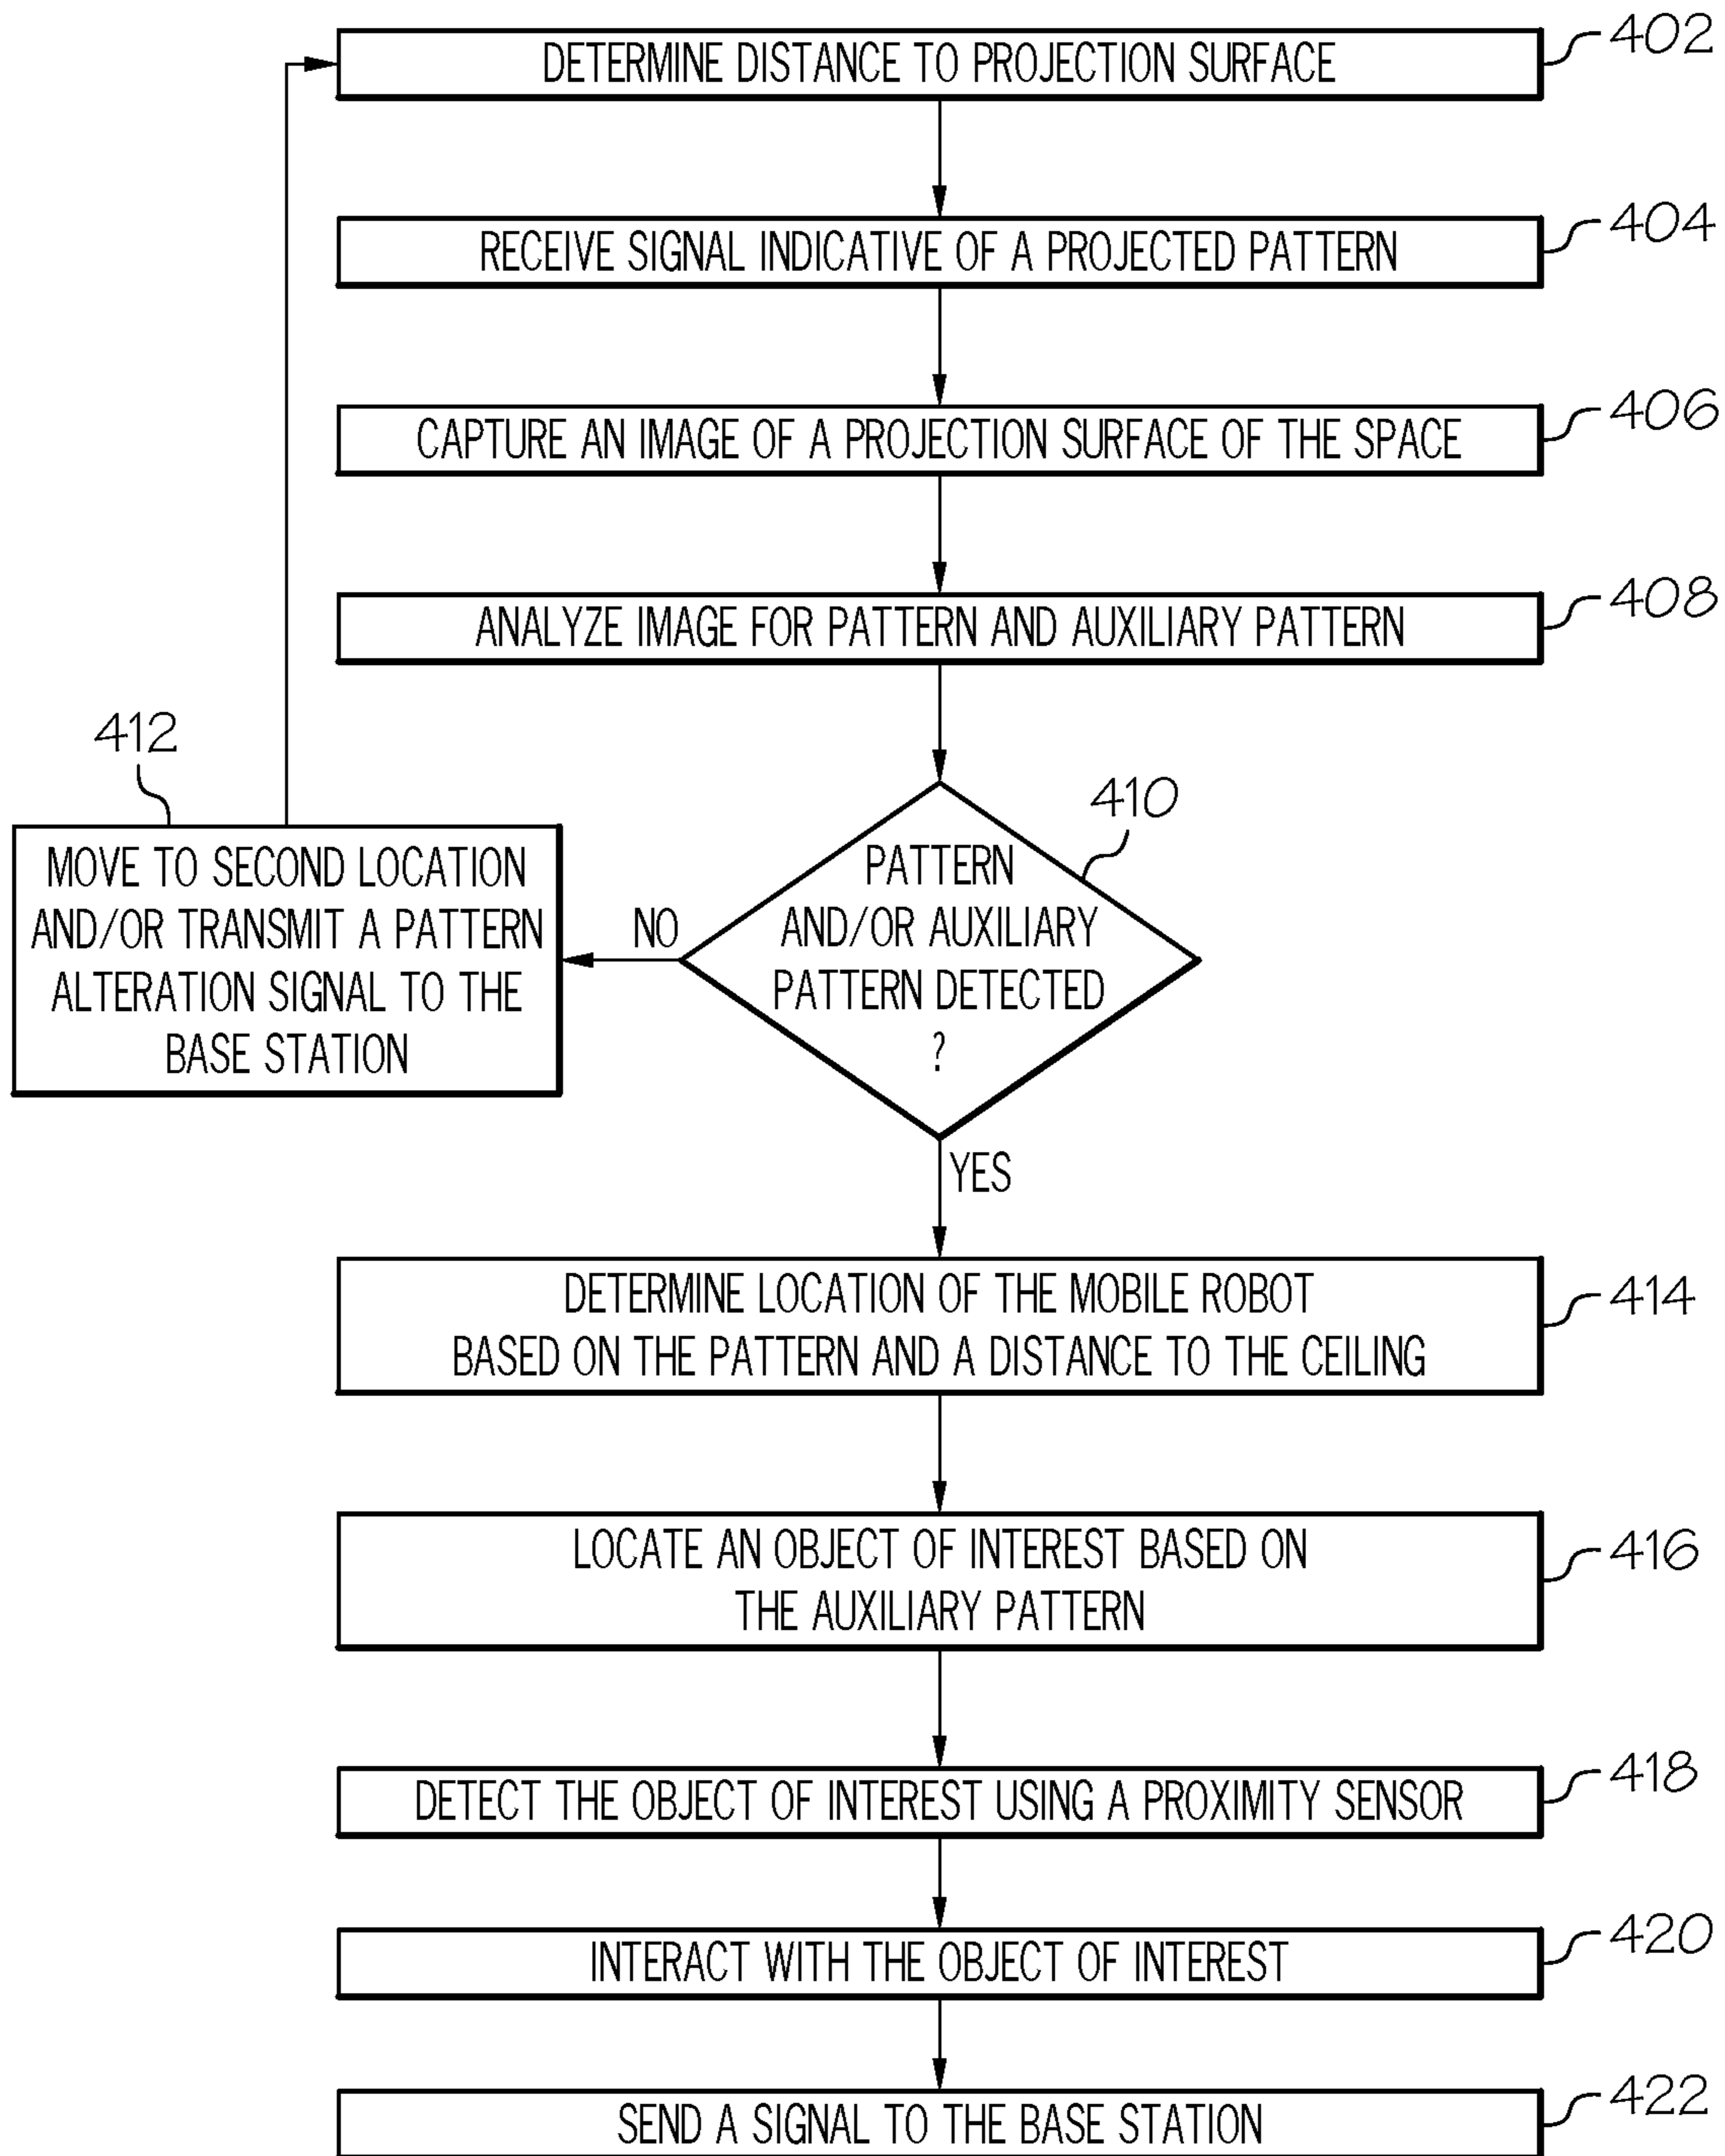 DETERMINE DISTANCE TO PROJECTION SURFACE
402
RECEIVE SIGNAL INDICATIVE OF A PROJECTED PATTERN
404
CAPTURE AN IMAGE OF A PROJECTION SURFACE OF THE SPACE
406
ANALYZE IMAGE FOR PATTERN AND AUXILIARY PATTERN
408
412
MOVE TO SECOND LOCATION
AND/OR TRANSMIT A PATTERN
ALTERATION SIGNAL TO THE
BASE STATION
NO
410
PATTERN
AND/OR AUXILIARY
PATTERN DETECTED
?
YES
DETERMINE LOCATION OF THE MOBILE ROBOT
BASED ON THE PATTERN AND A DISTANCE TO THE CEILING
414
LOCATE AN OBJECT OF INTEREST BASED ON
THE AUXILIARY PATTERN
416
DETECT THE OBJECT OF INTEREST USING A PROXIMITY SENSOR
418
INTERACT WITH THE OBJECT OF INTEREST
420
SEND A SIGNAL TO THE BASE STATION
422